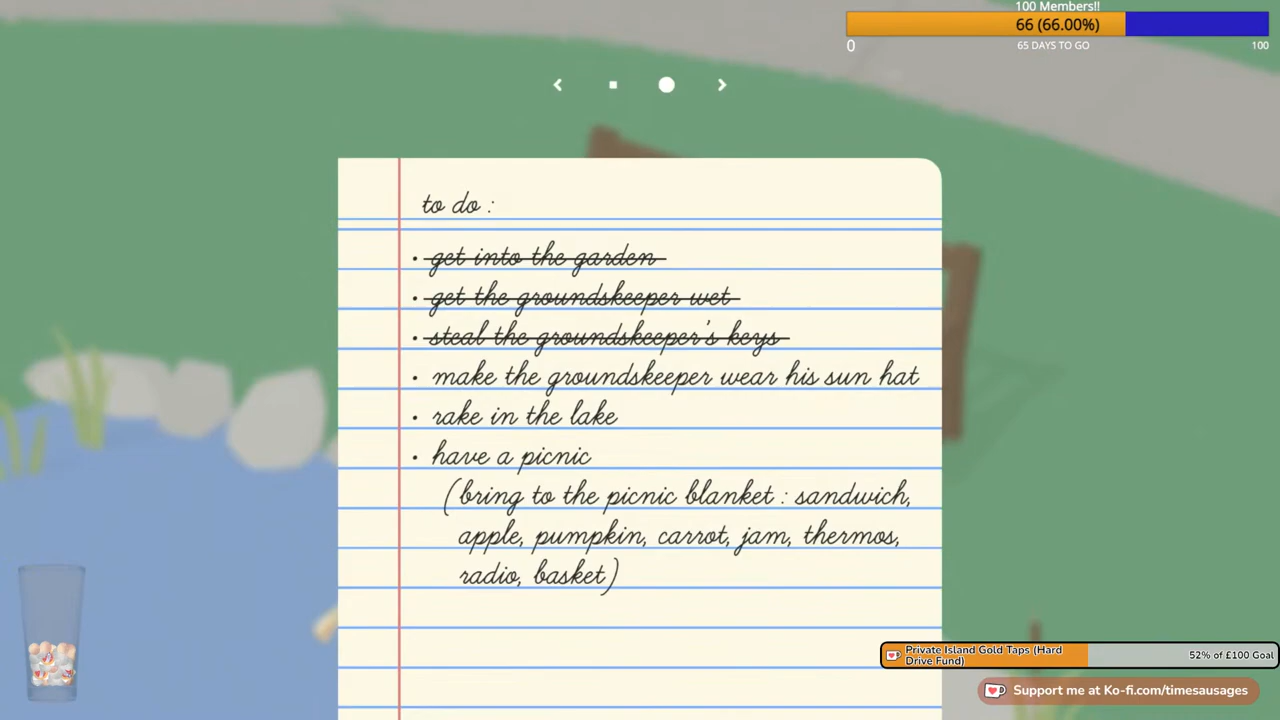 100 Members!!
66 (66.00%)
0
65 DAYS TO GO
100
to do :
• get into the garden
• get the groundskeeper wet
• steal the groundskeeper's keys
• make the groundskeeper wear his sun hat
• rake in the lake
• have a picnic
(bring to the picnic blanket : sandwich,
apple, pumpkin, carrot, jam, thermos,
radio, basket)
Private Island Gold Taps (Hard
Drive Fund)
52% of £100 Goal
Support me at Ko-fi.com/timesausages